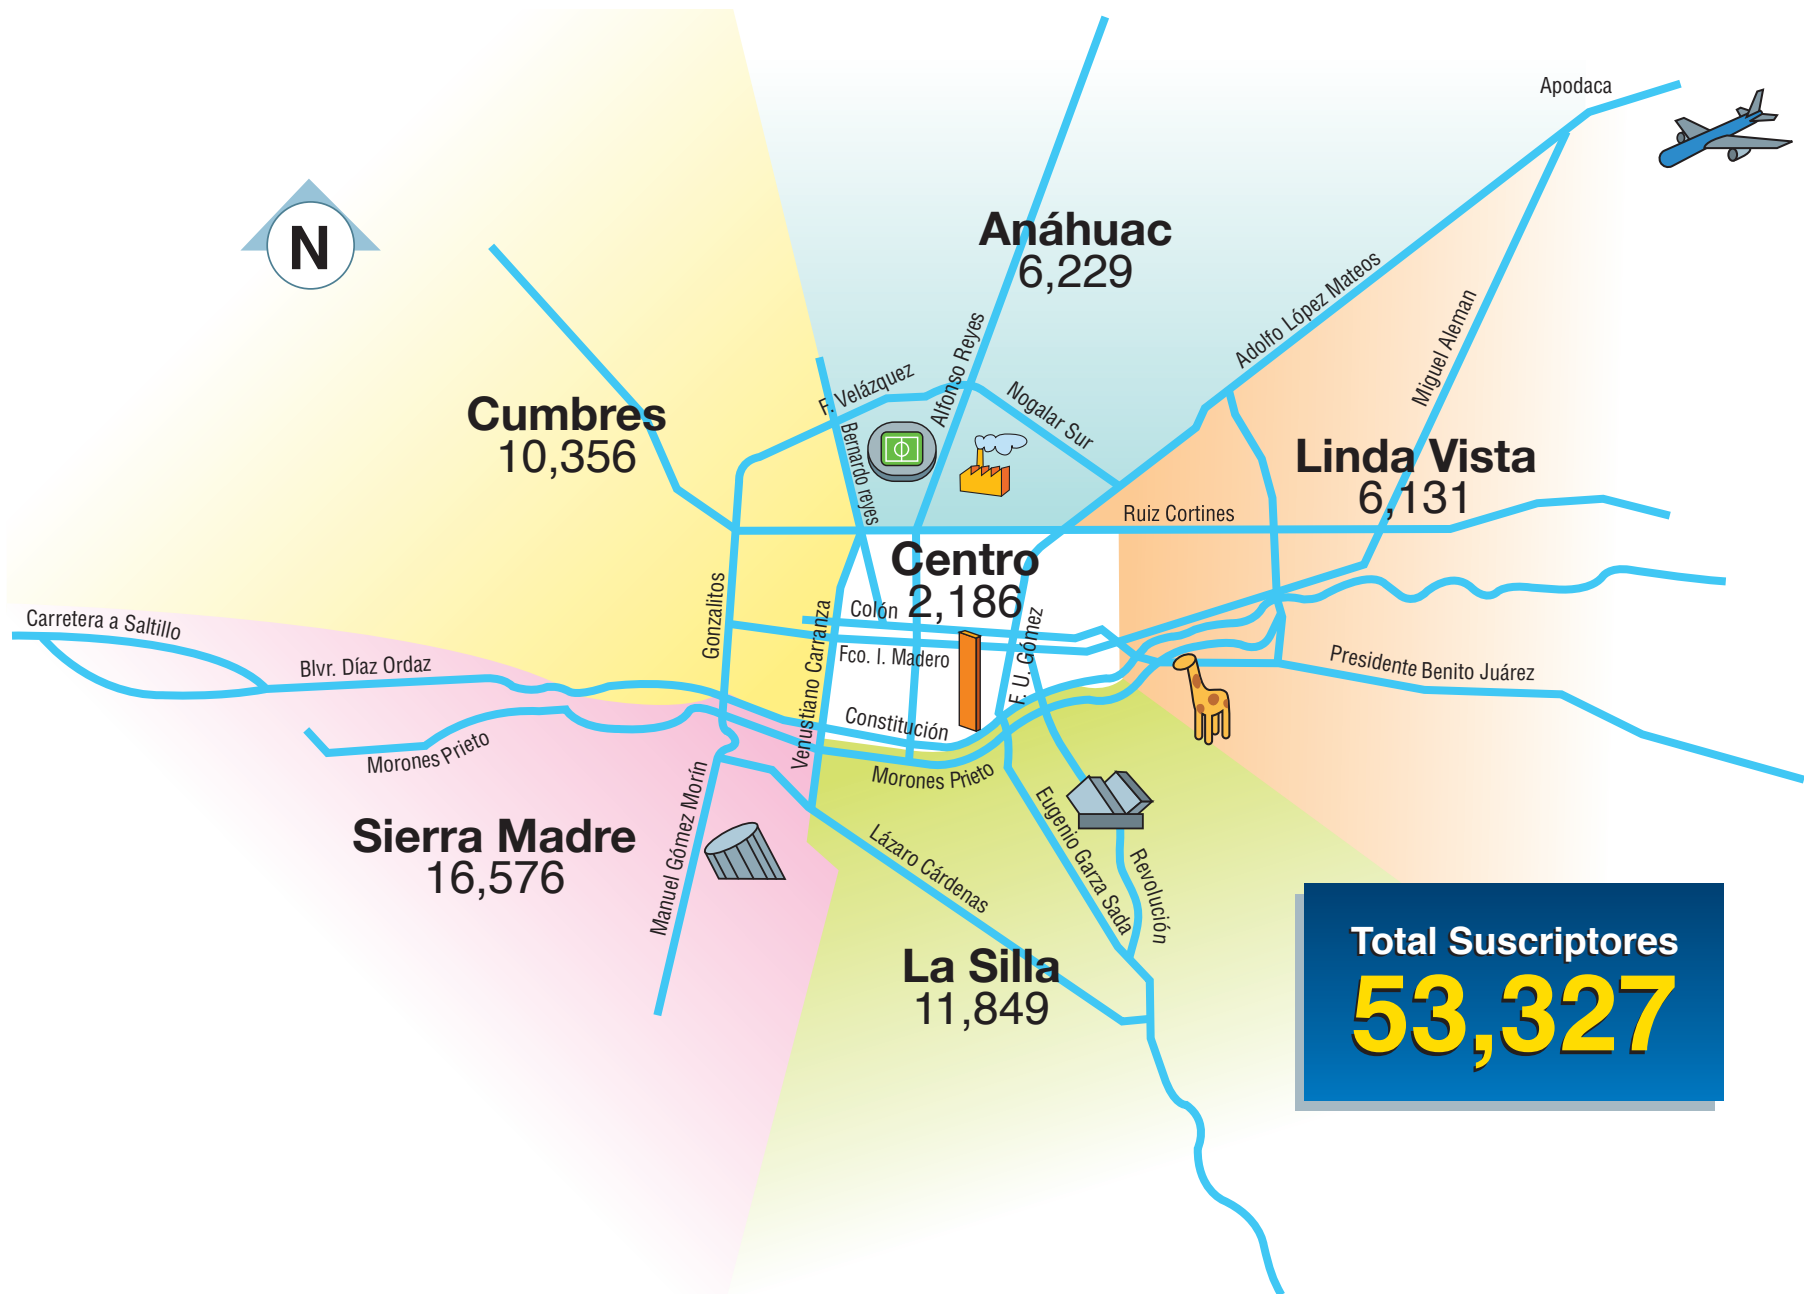 Apodaca
N
Anáhuac
6,229
Adolfo López Mateos
Miguel Aleman
Alfonso Reyes
F. Velázquez
Nogalar Sur
Bernardo reyes
Cumbres
10,356
Linda Vista
6,131
Ruiz Cortines
Centro
2,186
Gonzalitos
Colón
Venustiano Carranza
Fco. I. Madero
F. U. Gómez
Carretera a Saltillo
Blvr. Díaz Ordaz
Presidente Benito Juárez
Constitución
Morones Prieto
Morones Prieto
Manuel Gómez Morín
Sierra Madre
16,576
Lázaro Cárdenas
Eugenio Garza Sada
Revolución
La Silla
11,849
Total Suscriptores
53,327